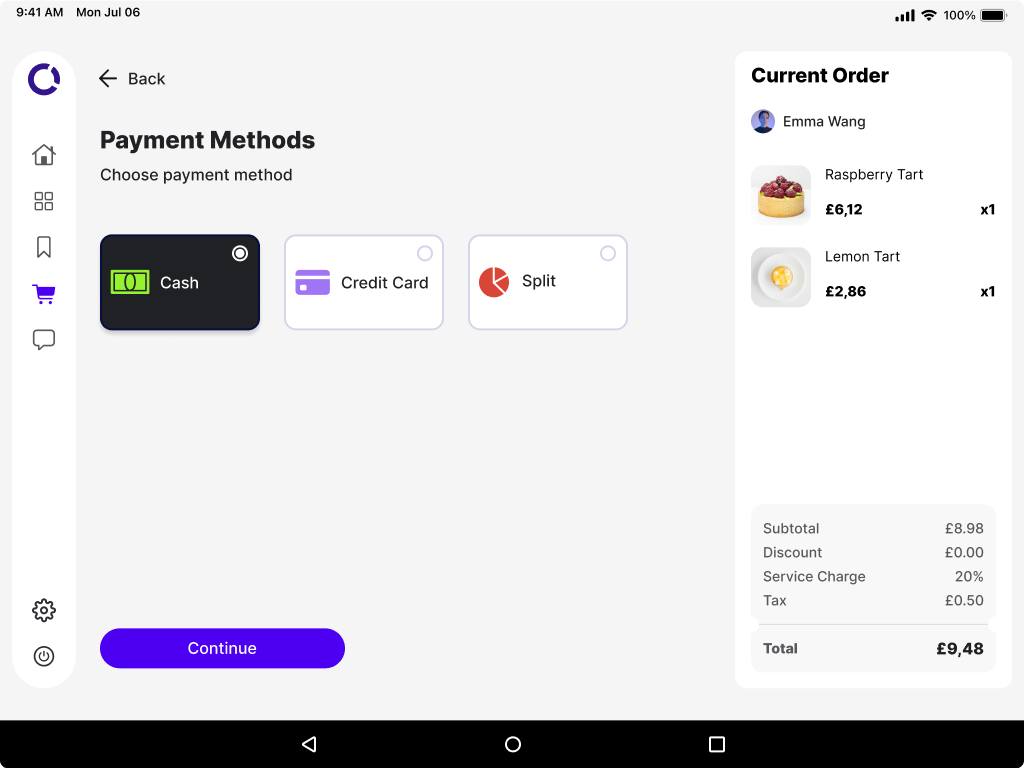 9:41 AM Mon Jul 06
100%
Back
Payment Methods
Choose payment method
Cash
Credit Card
Split
Continue
Current Order
Emma Wang
Raspberry Tart
£6,12 x1
Lemon Tart
£2,86 x1
Subtotal £8.98
Discount £0.00
Service Charge 20%
Tax £0.50
Total £9,48